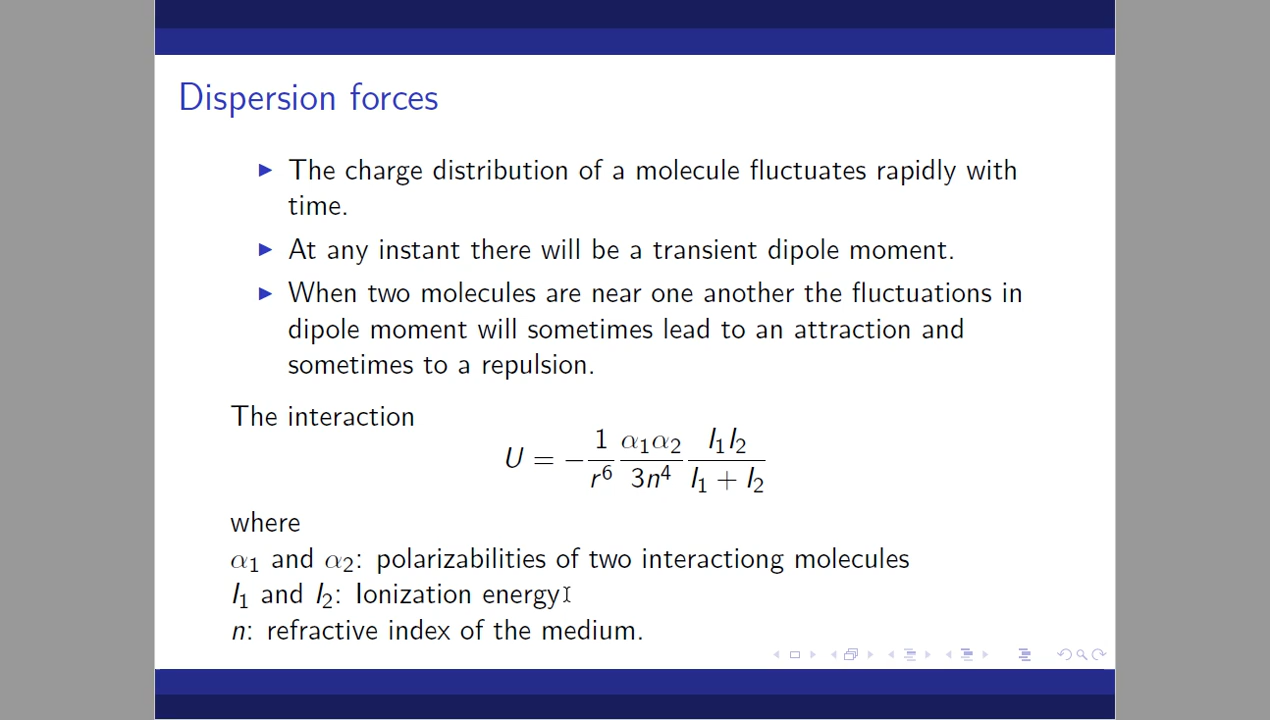 Dispersion forces
The charge distribution of a molecule fluctuates rapidly with
time.
At any instant there will be a transient dipole moment.
When two molecules are near one another the fluctuations in
dipole moment will sometimes lead to an attraction and
sometimes to a repulsion.
The interaction
U = − 1/r⁶ α₁α₂/3n⁴ I₁I₂/(I₁ + I₂)
where
α₁ and α₂: polarizabilities of two interactiong molecules
I₁ and I₂: Ionization energy
n: refractive index of the medium.